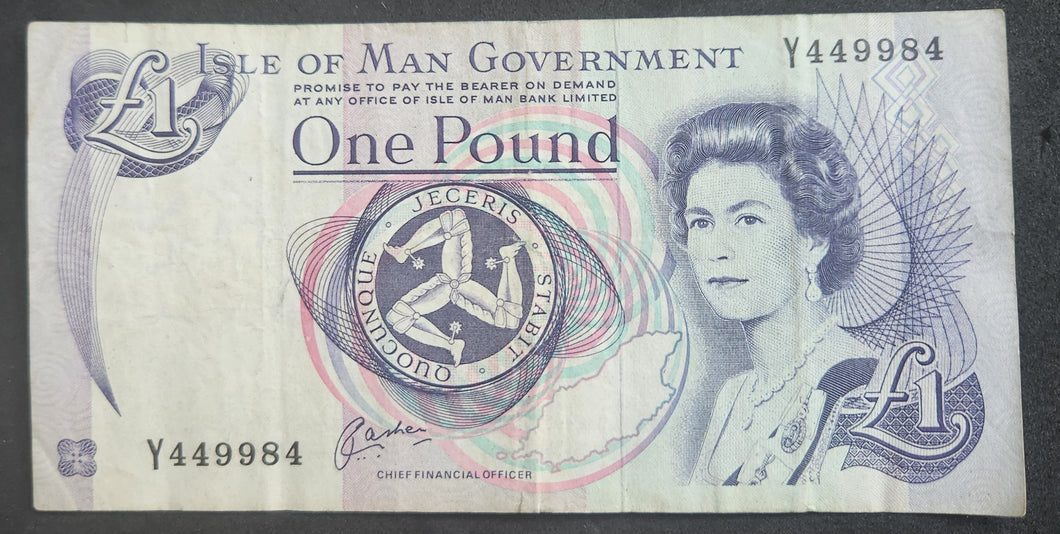 £1
ISLE OF MAN GOVERNMENT
Y449984
PROMISE TO PAY THE BEARER ON DEMAND
AT ANY OFFICE OF ISLE OF MAN BANK LIMITED
One Pound
QUOCUNQUE · JECERIS · STABIT ·
Y449984
CHIEF FINANCIAL OFFICER
£1